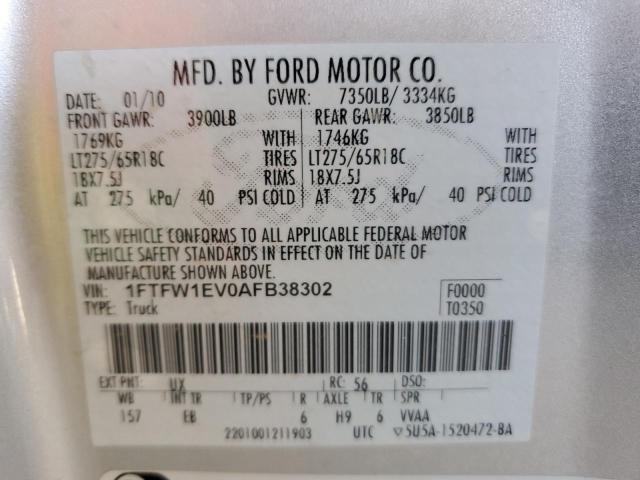 MFD. BY FORD MOTOR CO.
DATE: 01/10 GVWR: 7350LB/ 3334KG
FRONT GAWR: 3900LB REAR GAWR: 3850LB
1769KG WITH 1746KG WITH
LT275/65R18C TIRES LT275/65R18C TIRES
18X7.5J RIMS 18X7.5J RIMS
AT 275 kPa/ 40 PSI COLD AT 275 kPa/ 40 PSI COLD
THIS VEHICLE CONFORMS TO ALL APPLICABLE FEDERAL MOTOR
VEHICLE SAFETY STANDARDS IN EFFECT ON THE DATE OF
MANUFACTURE SHOWN ABOVE.
VIN: 1FTFW1EV0AFB38302 F0000
TYPE: Truck T0350
EXT PNT: UX RC: 56 DSO:
WB INT TR TP/PS R AXLE TR SPR
157 EB 6 H9 6 VVAA
2201001211903 UTC 5U5A-1520472-BA